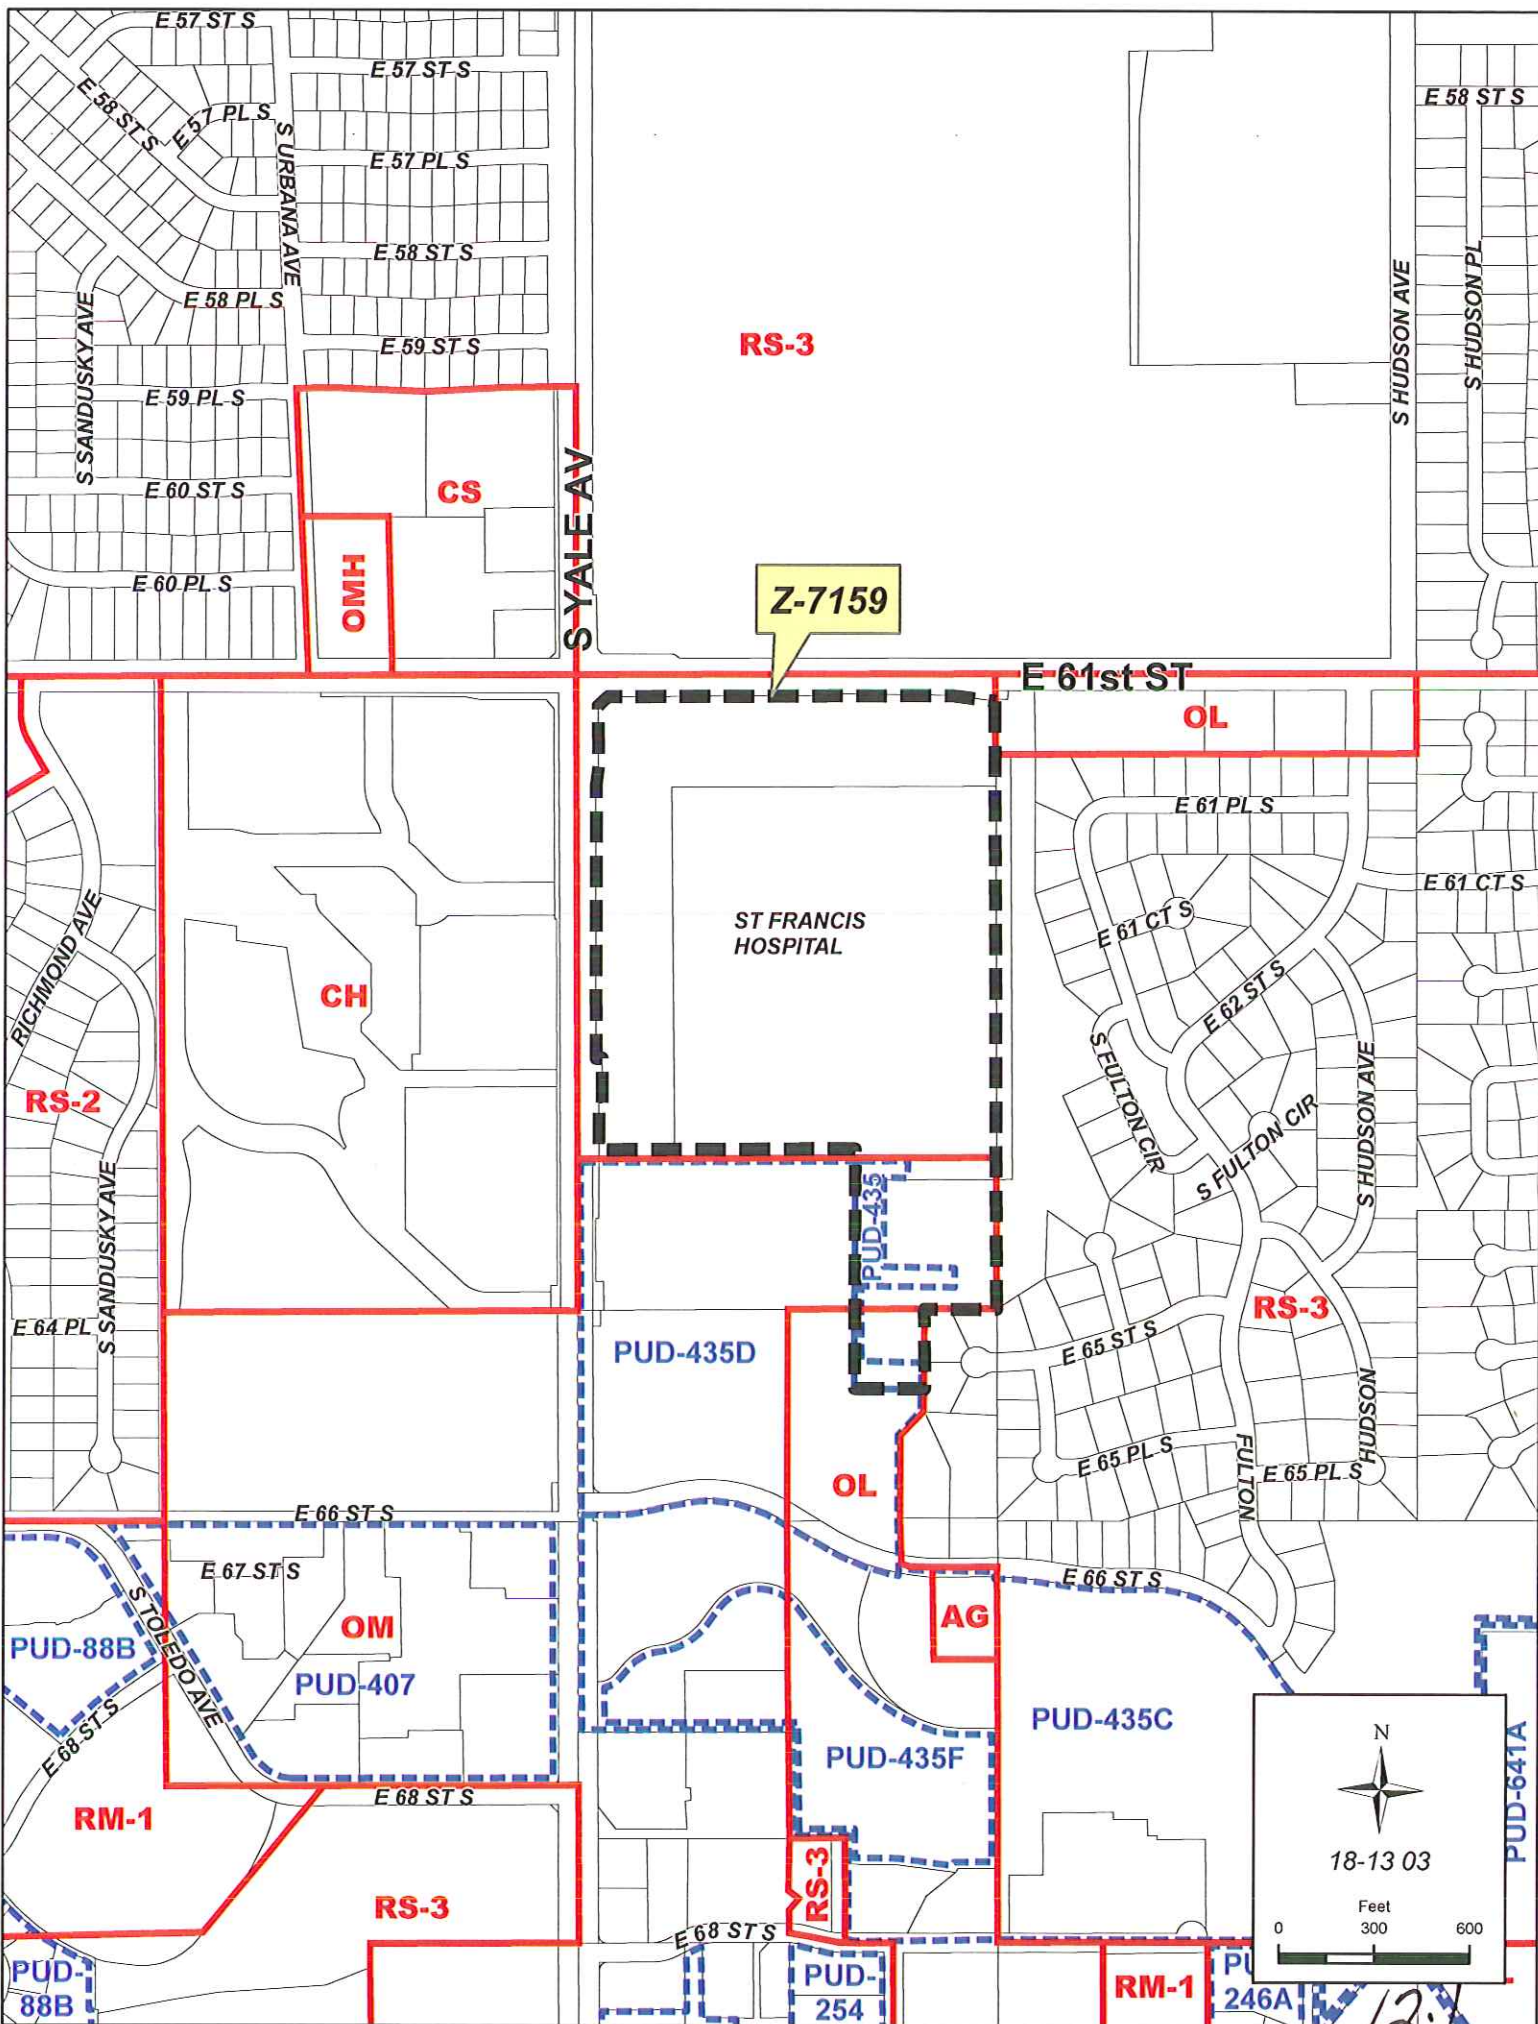 E 57 ST S
E 57 ST S
E 58 ST S
E 57 PL S
S URBANA AVE
E 57 PL S
E 58 ST S
E 58 ST S
E 58 PL S
S SANDUSKY AVE
E 59 ST S
E 59 PL S
RS-3
S HUDSON AVE
S HUDSON PL
CS
E 60 ST S
S YALE AV
OMH
E 60 PL S
Z-7159
E 61st ST
OL
E 61 PL S
E 61 CT S
E 61 CT S
RICHMOND AVE
ST FRANCIS
HOSPITAL
CH
E 62 ST S
S FULTON CIR
S HUDSON AVE
RS-2
S FULTON CIR
S SANDUSKY AVE
PUD-435
RS-3
E 64 PL
PUD-435D
E 65 ST S
HUDSON
E 65 PL S
FULTON
E 65 PL S
OL
E 66 ST S
E 67 ST S
E 66 ST S
S TOLEDO AVE
OM
AG
PUD-88B
PUD-407
E 68 ST S
PUD-435C
PUD-435F
PUD-641A
N
18-13 03
Feet
0 300 600
E 68 ST S
RM-1
RS-3
RS-3
E 68 ST S
PUD-
88B
PUD-
254
RM-1
246A